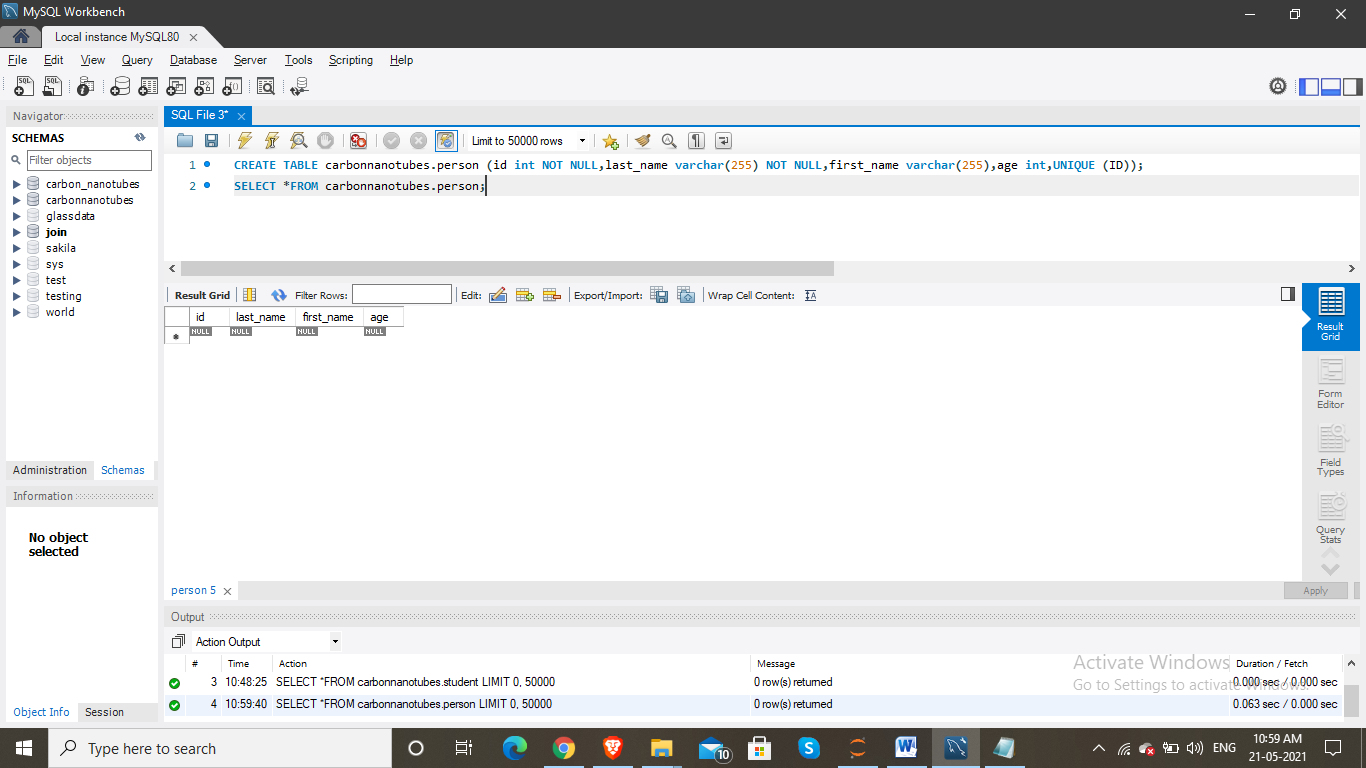 MySQL Workbench
Local instance MySQL80
File Edit View Query Database Server Tools Scripting Help
Navigator
SCHEMAS
Filter objects
carbon_nanotubes
carbonnanotubes
glassdata
join
sakila
sys
test
testing
world
Administration Schemas
Information
No object
selected
Object Info Session
SQL File 3*
Limit to 50000 rows
1 CREATE TABLE carbonnanotubes.person (id int NOT NULL,last_name varchar(255) NOT NULL,first_name varchar(255),age int,UNIQUE (ID));
2 SELECT *FROM carbonnanotubes.person;
Result Grid Filter Rows: Edit: Export/Import: Wrap Cell Content:
id last_name first_name age
NULL NULL NULL NULL
Result
Grid
Form
Editor
Field
Types
Query
Stats
person 5
Apply
Output
Action Output
# Time Action Message Duration / Fetch
3 10:48:25 SELECT *FROM carbonnanotubes.student LIMIT 0, 50000 0 row(s) returned 0.000 sec / 0.000 sec
4 10:59:40 SELECT *FROM carbonnanotubes.person LIMIT 0, 50000 0 row(s) returned 0.063 sec / 0.000 sec
Activate Windows
Go to Settings to activate Windows.
Type here to search
10
ENG
10:59 AM
21-05-2021